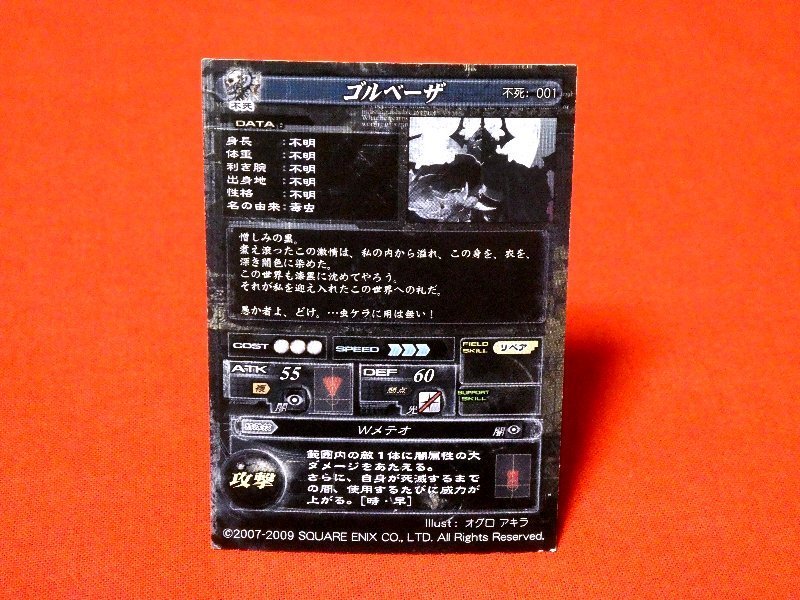 ゴルベーザ 不死: 001
不死
DATA :
身長 : 不明
体重 : 不明
利き腕 : 不明
出身地 : 不明
性格 : 不明
名の由来 : 毒虫
憎しみの黒。
煮え滾ったこの激情は、私の内から溢れ、この身を、衣を、
深き闇色に染めた。
この世界も漆黒に沈めてやろう。
それが私を迎え入れたこの世界への礼だ。
愚か者よ、どけ。…虫ケラに用は無い！
COST SPEED FIELD SKILL リペア
ATK 55 DEF 60
複 闇 弱点 光
SUPPORT SKILL
Wメテオ 闇
攻撃
範囲内の敵1体に闇属性の大
ダメージをあたえる。
さらに、自身が死滅するまで
の間、使用するたびに威力が
上がる。[時・早]
Illust : オグロ アキラ
©2007-2009 SQUARE ENIX CO., LTD. All Rights Reserved.